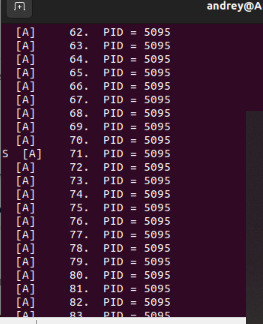 andrey@A
[A] 62. PID = 5095
[A] 63. PID = 5095
[A] 64. PID = 5095
[A] 65. PID = 5095
[A] 66. PID = 5095
[A] 67. PID = 5095
[A] 68. PID = 5095
[A] 69. PID = 5095
[A] 70. PID = 5095
S [A] 71. PID = 5095
[A] 72. PID = 5095
[A] 73. PID = 5095
[A] 74. PID = 5095
[A] 75. PID = 5095
[A] 76. PID = 5095
[A] 77. PID = 5095
[A] 78. PID = 5095
[A] 79. PID = 5095
[A] 80. PID = 5095
[A] 81. PID = 5095
[A] 82. PID = 5095
[A] 83. PID = 5095